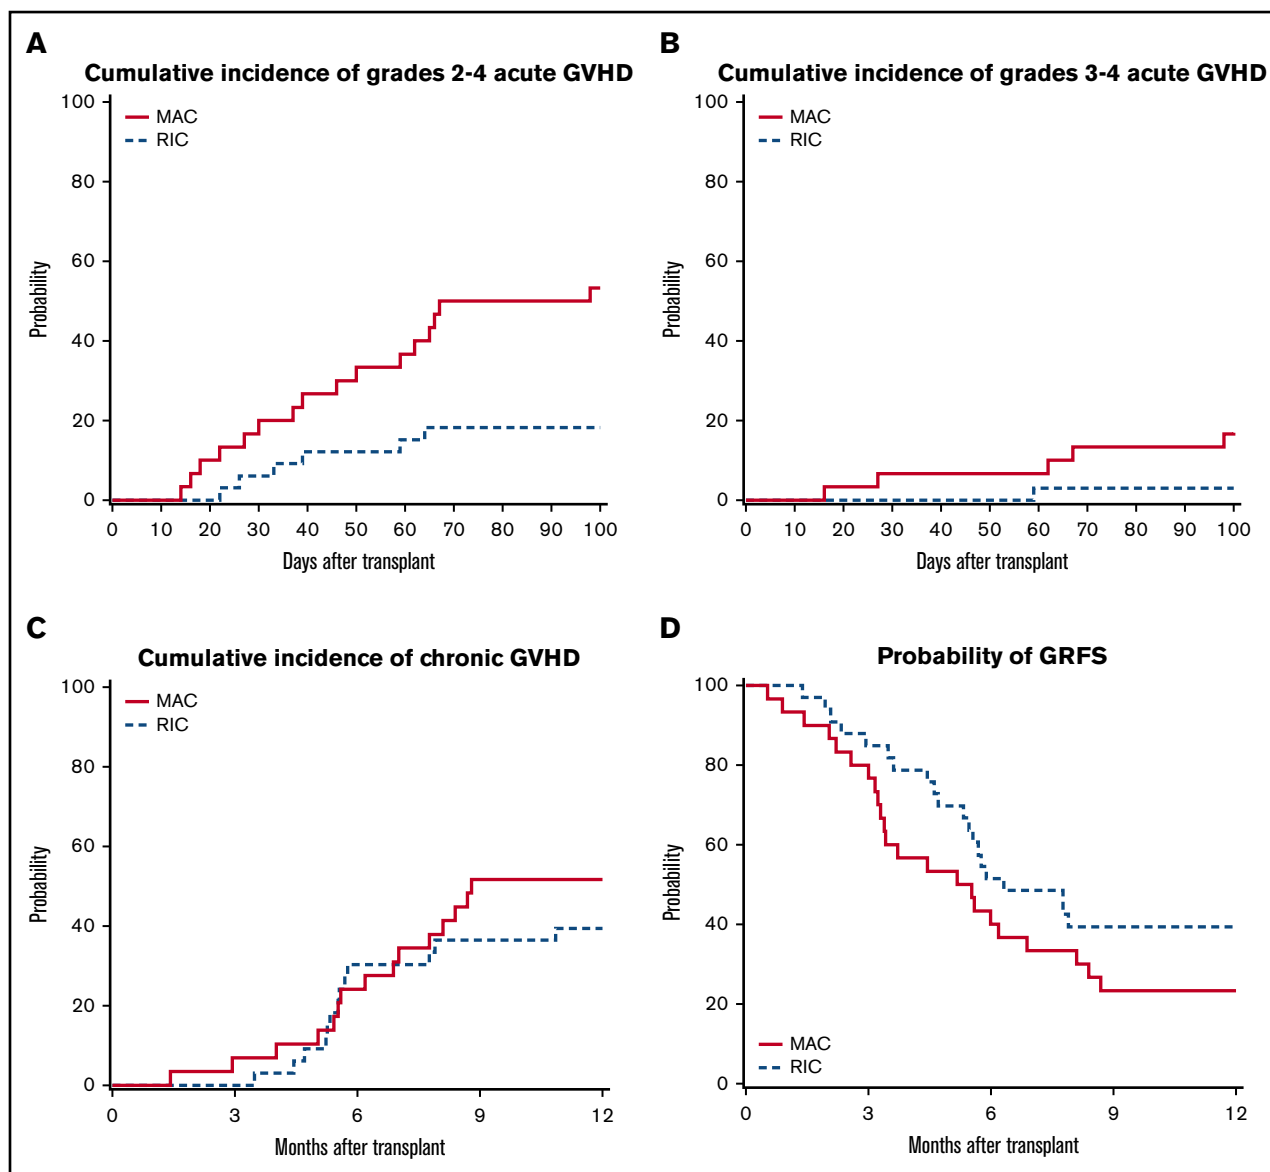 A
Cumulative incidence of grades 2-4 acute GVHD
100
80
60
40
20
0
Probability
MAC
RIC
0 10 20 30 40 50 60 70 80 90 100
Days after transplant
B
Cumulative incidence of grades 3-4 acute GVHD
100
80
60
40
20
0
Probability
MAC
RIC
0 10 20 30 40 50 60 70 80 90 100
Days after transplant
C
Cumulative incidence of chronic GVHD
100
80
60
40
20
0
Probability
MAC
RIC
0 3 6 9 12
Months after transplant
D
Probability of GRFS
100
80
60
40
20
0
Probability
MAC
RIC
0 3 6 9 12
Months after transplant